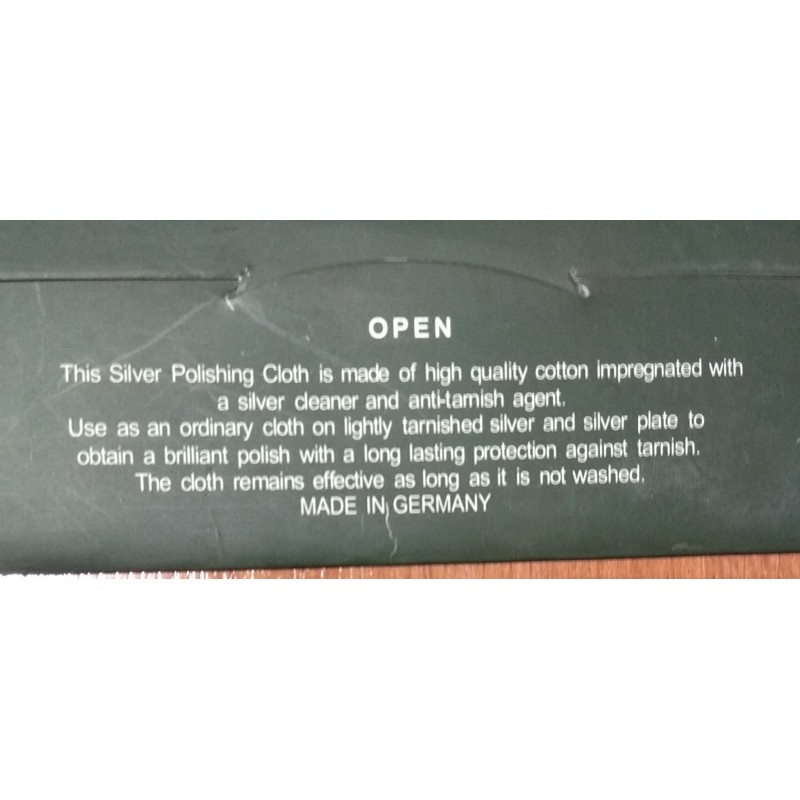 OPEN
This Silver Polishing Cloth is made of high quality cotton impregnated with
a silver cleaner and anti-tarnish agent.
Use as an ordinary cloth on lightly tarnished silver and silver plate to
obtain a brilliant polish with a long lasting protection against tarnish.
The cloth remains effective as long as it is not washed.
MADE IN GERMANY